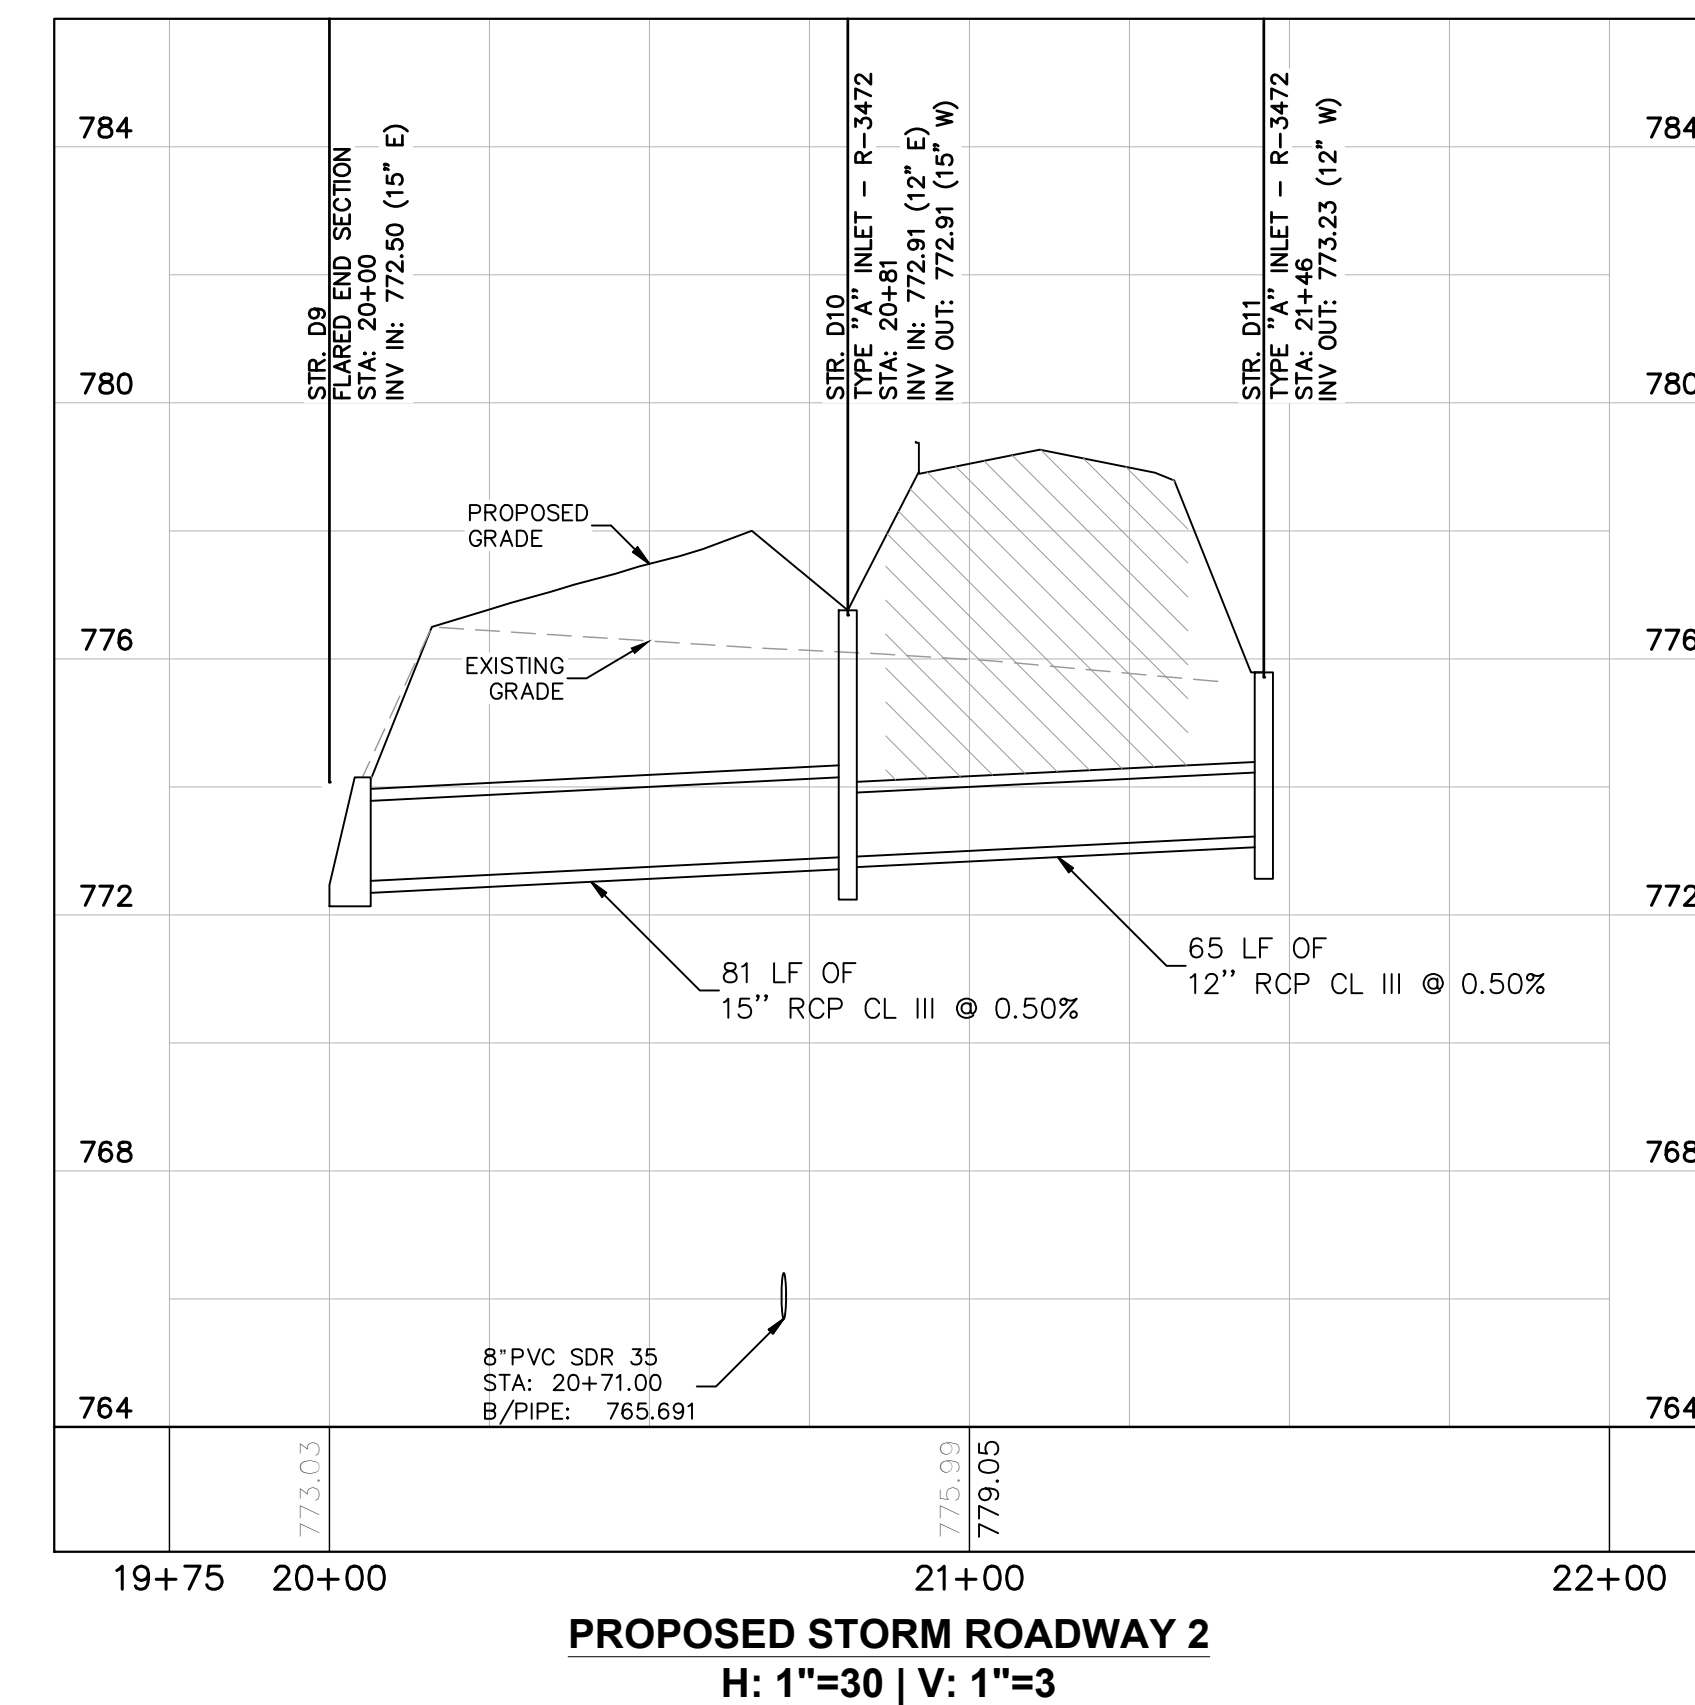 784
780
776
772
768
764
784
780
776
772
768
764
STR. D9
FLARED END SECTION
STA: 20+00
INV IN: 772.50 (15" E)
STR. D10
TYPE "A" INLET - R-3472
STA: 20+81
INV IN: 772.91 (12" E)
INV OUT: 772.91 (15" W)
STR. D11
TYPE "A" INLET - R-3472
STA: 21+46
INV OUT: 773.23 (12" W)
PROPOSED
GRADE
EXISTING
GRADE
81 LF OF
15" RCP CL III @ 0.50%
65 LF OF
12" RCP CL III @ 0.50%
8"PVC SDR 35
STA: 20+71.00
B/PIPE: 765.691
773.03
775.99
779.05
19+75
20+00
21+00
22+00
PROPOSED STORM ROADWAY 2
H: 1"=30 | V: 1"=3